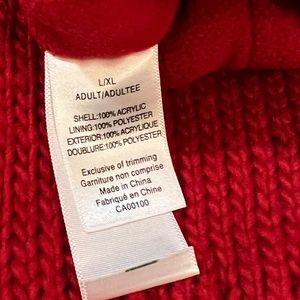 L/XL
ADULT/ADULTEE
SHELL:100% ACRYLIC
LINING:100% POLYESTER
EXTERIOR:100% ACRYLIQUE
DOUBLURE:100% POLYESTER
Exclusive of trimming
Garniture non comprise
Made in China
Fabriqué en Chine
CA00100